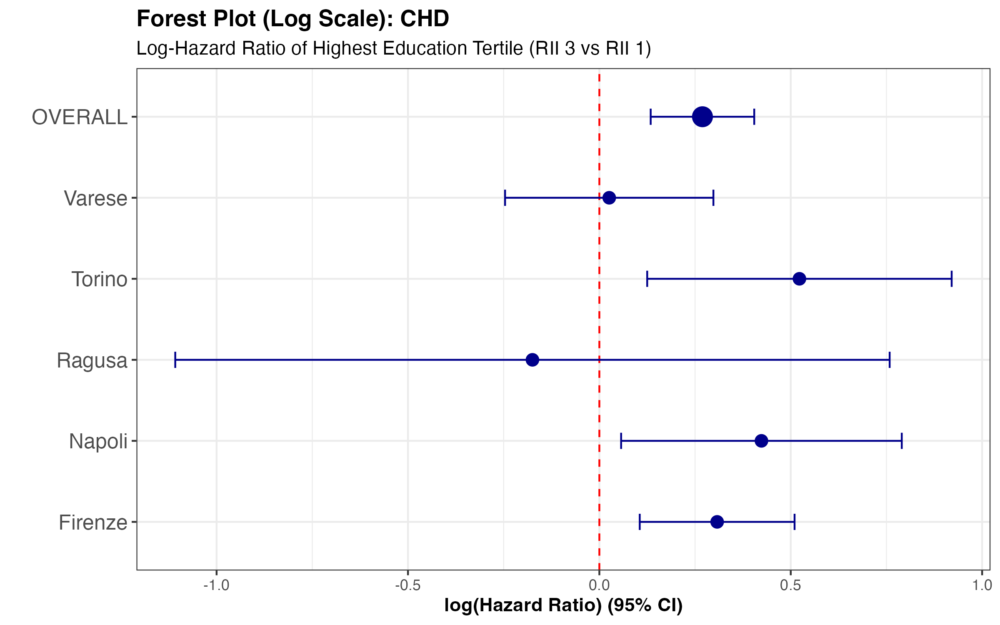 Forest Plot (Log Scale): CHD
Log-Hazard Ratio of Highest Education Tertile (RII 3 vs RII 1)
OVERALL
Varese
Torino
Ragusa
Napoli
Firenze
-1.0 -0.5 0.0 0.5 1.0
log(Hazard Ratio) (95% CI)